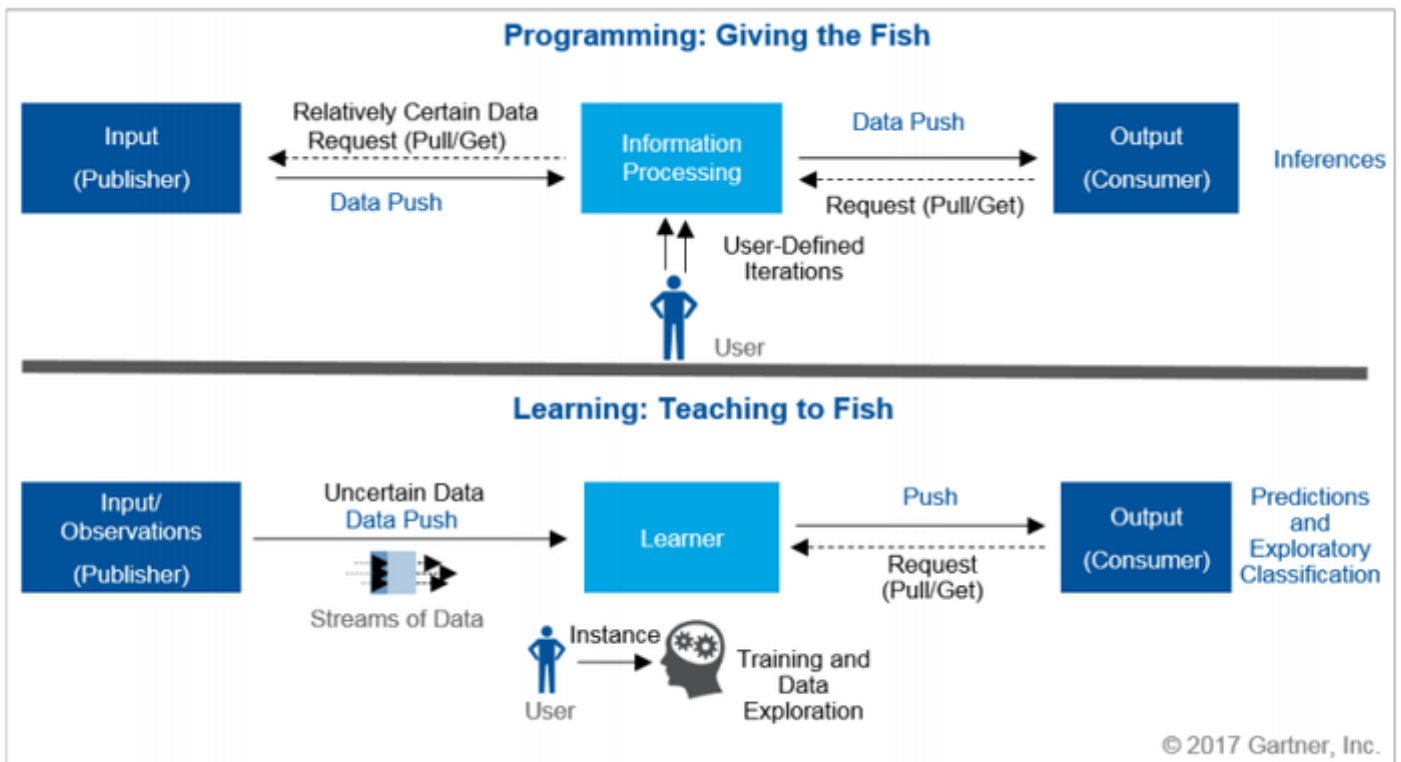 Programming: Giving the Fish
Input
(Publisher)
Relatively Certain Data
Request (Pull/Get)
Data Push
Information
Processing
Data Push
Request (Pull/Get)
Output
(Consumer)
Inferences
User-Defined
Iterations
User
Learning: Teaching to Fish
Input/
Observations
(Publisher)
Uncertain Data
Data Push
Streams of Data
Learner
Push
Request
(Pull/Get)
Output
(Consumer)
Predictions
and
Exploratory
Classification
Instance
User
Training and
Data
Exploration
© 2017 Gartner, Inc.